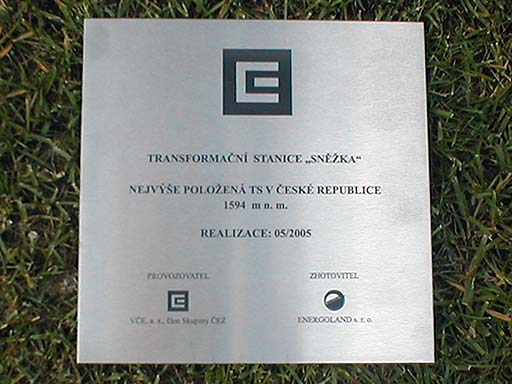 TRANSFORMAČNÍ STANICE „SNĚŽKA“
NEJVÝŠE POLOŽENÁ TS V ČESKÉ REPUBLICE
1594 m n. m.
REALIZACE: 05/2005
PROVOZOVATEL
VČE, a. s., člen Skupiny ČEZ
ZHOTOVITEL
ENERGOLAND s r. o.